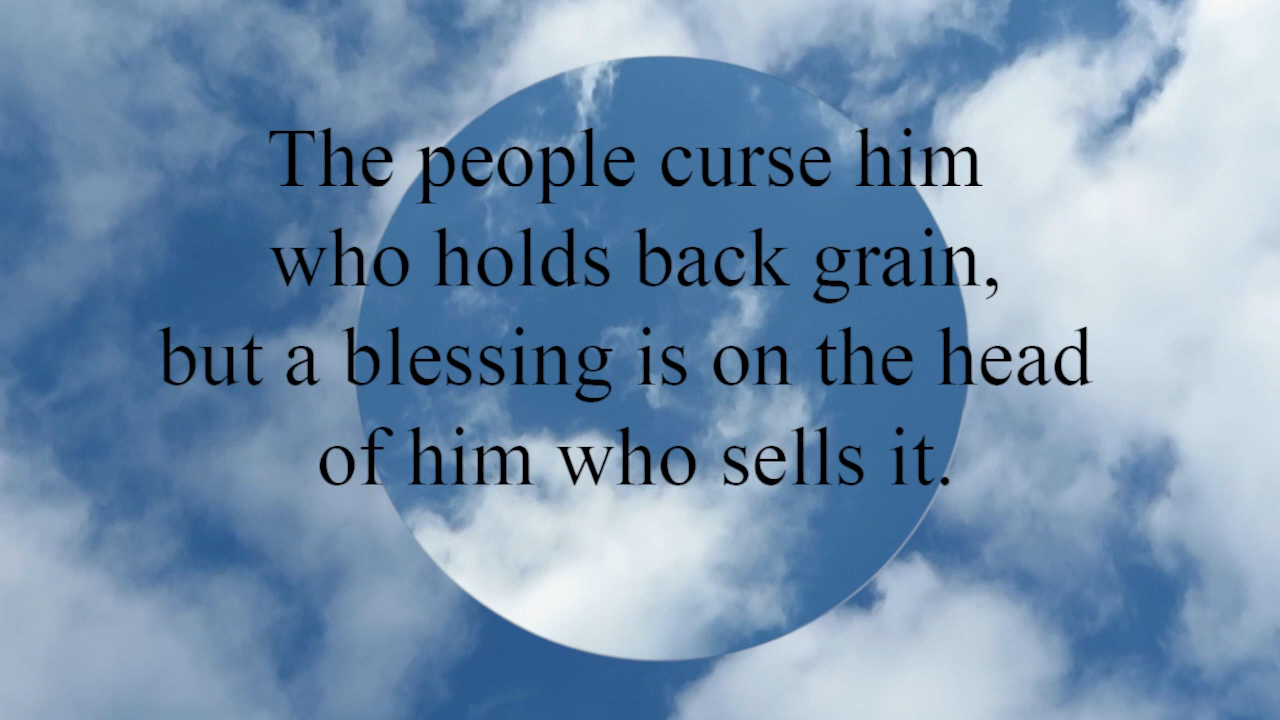 The people curse him
who holds back grain,
but a blessing is on the head
of him who sells it.